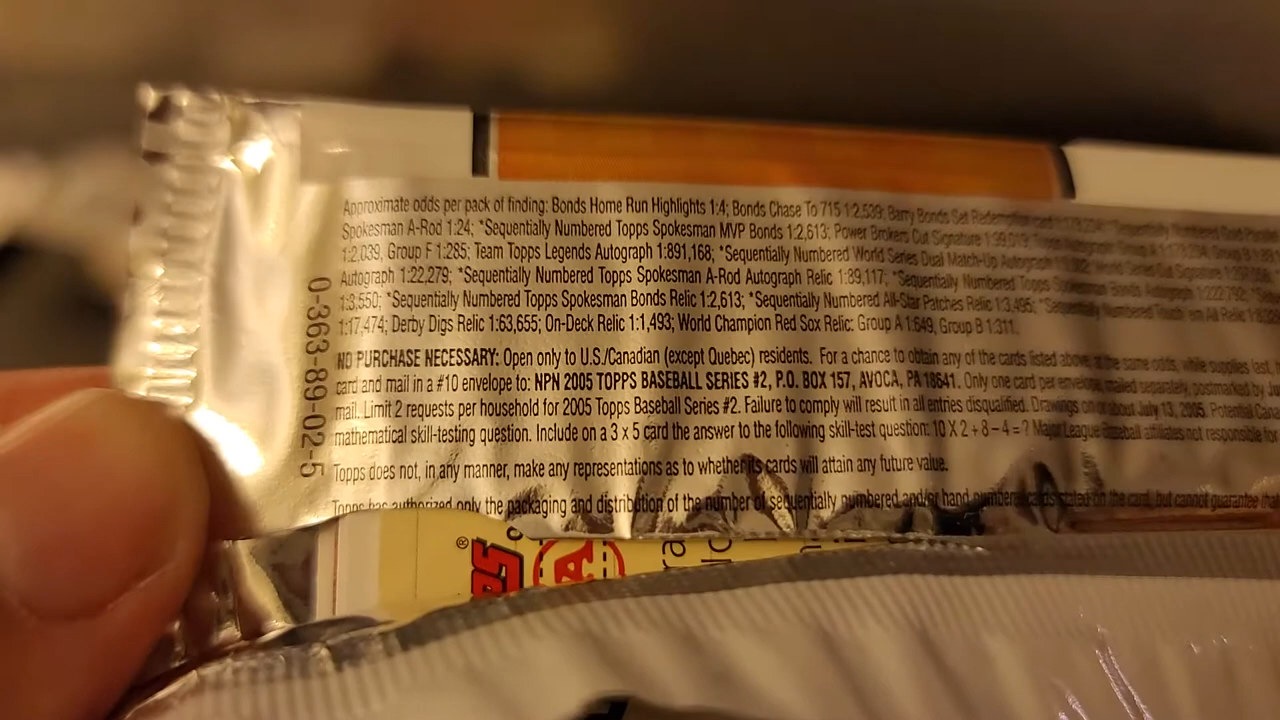 Approximate odds per pack of finding: Bonds Home Run Highlights 1:4; Bonds Chase To 715 1:2,539; Barry Bonds Set Redemption
Spokesman A-Rod 1:24; *Sequentially Numbered Topps Spokesman MVP Bonds 1:2,613; Power Brokers Cut Signature 1:39,019;
1:2,039, Group F 1:285; Team Topps Legends Autograph 1:891,168; *Sequentially Numbered World Series Dual Match-Up Autograph
Autograph 1:22,279; *Sequentially Numbered Topps Spokesman A-Rod Autograph Relic 1:89,117; *Sequentially Numbered Topps Spokesman Bonds Autograph 1:222,792;
1:3,550; *Sequentially Numbered Topps Spokesman Bonds Relic 1:2,613; *Sequentially Numbered All-Star Patches Relic 1:3,495; *Sequentially Numbered Touch 'em All Relic
1:17,474; Derby Digs Relic 1:63,655; On-Deck Relic 1:1,493; World Champion Red Sox Relic: Group A 1:649, Group B 1:311.
NO PURCHASE NECESSARY: Open only to U.S./Canadian (except Quebec) residents. For a chance to obtain any of the cards listed above at the same odds, while supplies last,
card and mail in a #10 envelope to: NPN 2005 TOPPS BASEBALL SERIES #2, P.O. BOX 157, AVOCA, PA 18641. Only one card per envelope, mailed separately, postmarked by
mail. Limit 2 requests per household for 2005 Topps Baseball Series #2. Failure to comply will result in all entries disqualified. Drawings on or about July 13, 2005. Potential
mathematical skill-testing question. Include on a 3 x 5 card the answer to the following skill-test question: 10 X 2 + 8 – 4 = ? Major League Baseball affiliates not responsible for
Topps does not, in any manner, make any representations as to whether its cards will attain any future value.
Topps has authorized only the packaging and distribution of the number of sequentially numbered and/or hand-numbered cards stated on the card, but cannot guarantee
0-363-89-02-5